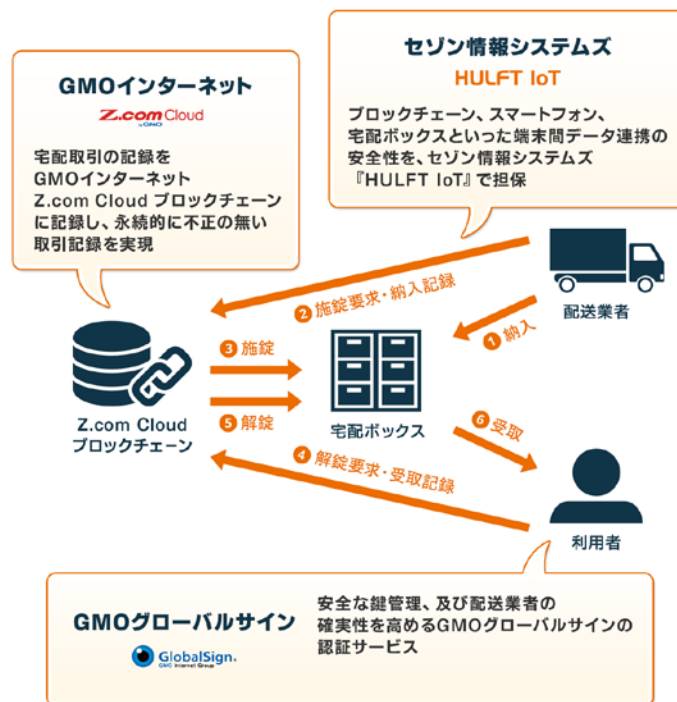 セゾン情報システムズ
HULFT IoT
ブロックチェーン、スマートフォン、
宅配ボックスといった端末間データ連携の
安全性を、セゾン情報システムズ
『HULFT IoT』で担保
GMOインターネット
Z.com Cloud
by GMO
宅配取引の記録を
GMOインターネット
Z.com Cloud ブロックチェーン
に記録し、永続的に不正の無い
取引記録を実現
配送業者
❷ 施錠要求・納入記録
❶ 納入
❸ 施錠
❺ 解錠
Z.com Cloud
ブロックチェーン
宅配ボックス
❻ 受取
❹ 解錠要求・受取記録
利用者
GMOグローバルサイン
GlobalSign.
GMO Internet Group
安全な鍵管理、及び配送業者の
確実性を高めるGMOグローバルサインの
認証サービス